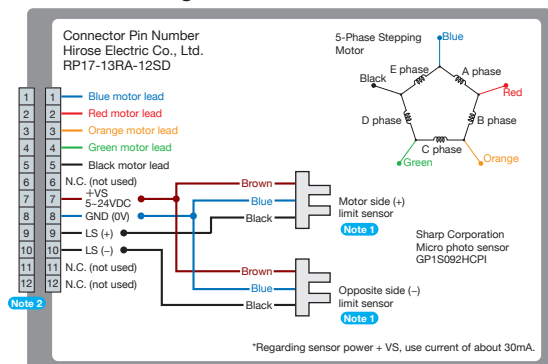 Connector Pin Number
Hirose Electric Co., Ltd.
RP17-13RA-12SD
1 1 Blue motor lead
2 2 Red motor lead
3 3 Orange motor lead
4 4 Green motor lead
5 5 Black motor lead
6 6 N.C. (not used)
7 7 +VS
5~24VDC
8 8 GND (0V)
9 9 LS (+)
10 10 LS (−)
11 11 N.C. (not used)
12 12 N.C. (not used)
Note 2
5-Phase Stepping
Motor
Blue
E phase
A phase
Black
Red
D phase
B phase
C phase
Green
Orange
Brown
Blue
Black
Motor side (+)
limit sensor
Note 1
Sharp Corporation
Micro photo sensor
GP1S092HCPI
Brown
Blue
Black
Opposite side (−)
limit sensor
Note 1
*Regarding sensor power + VS, use current of about 30mA.